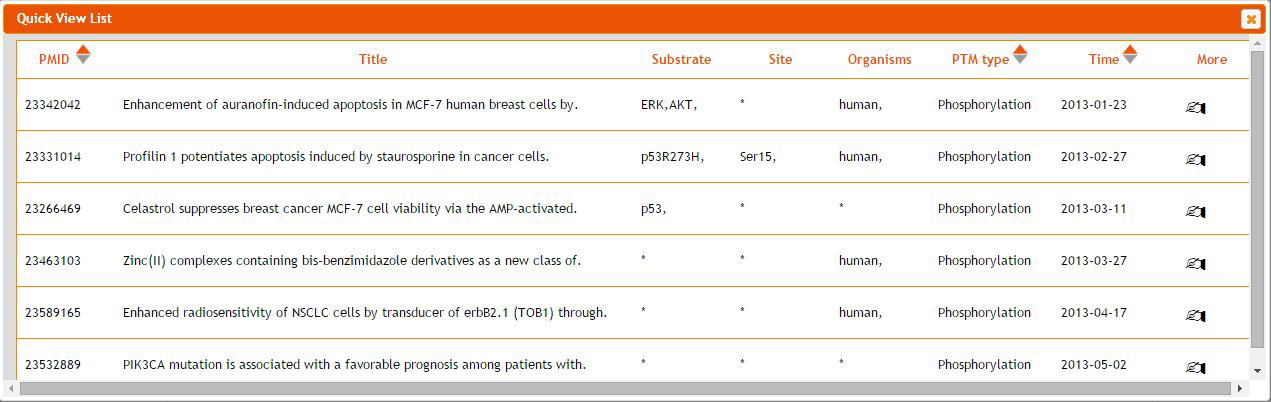 Quick View List
PMID Title Substrate Site Organisms PTM type Time More
23342042 Enhancement of auranofin-induced apoptosis in MCF-7 human breast cells by. ERK,AKT, * human, Phosphorylation 2013-01-23
23331014 Profilin 1 potentiates apoptosis induced by staurosporine in cancer cells. p53R273H, Ser15, human, Phosphorylation 2013-02-27
23266469 Celastrol suppresses breast cancer MCF-7 cell viability via the AMP-activated. p53, * * Phosphorylation 2013-03-11
23463103 Zinc(II) complexes containing bis-benzimidazole derivatives as a new class of. * * human, Phosphorylation 2013-03-27
23589165 Enhanced radiosensitivity of NSCLC cells by transducer of erbB2.1 (TOB1) through. * * human, Phosphorylation 2013-04-17
23532889 PIK3CA mutation is associated with a favorable prognosis among patients with. * * * Phosphorylation 2013-05-02